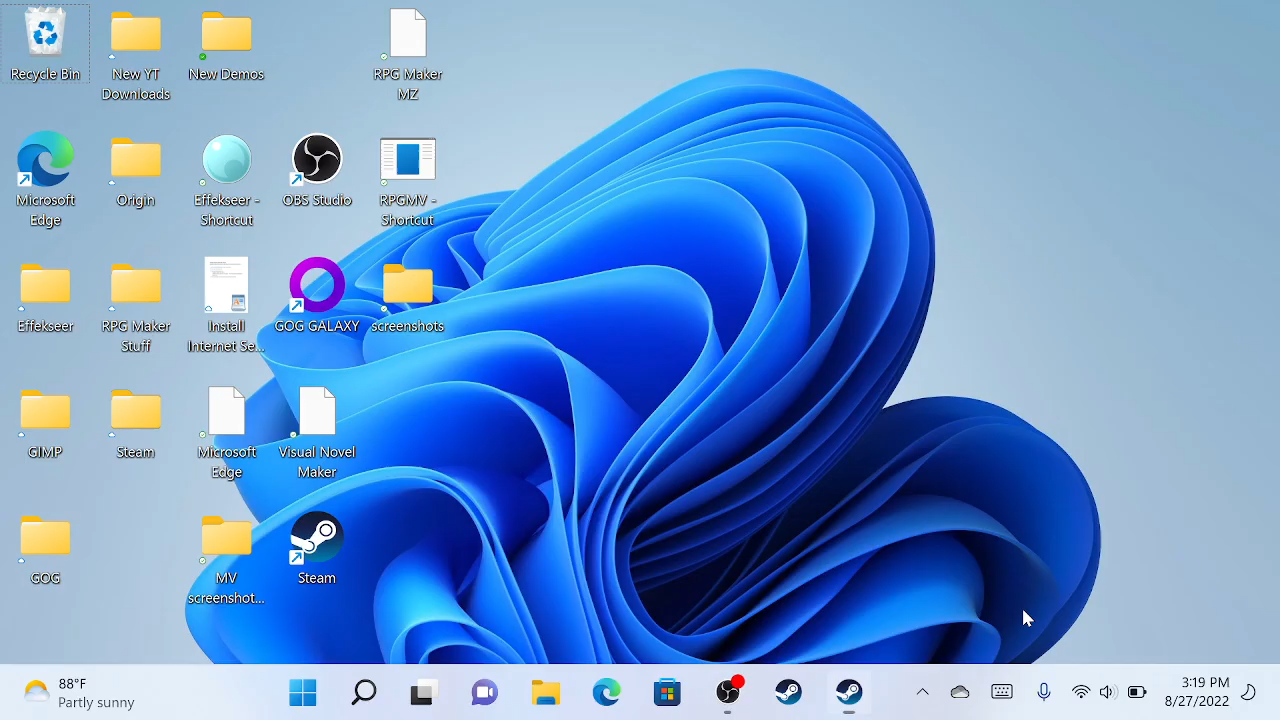 Recycle Bin
New YT
Downloads
New Demos
RPG Maker
MZ
Microsoft
Edge
Origin
Effekseer -
Shortcut
OBS Studio
RPGMV -
Shortcut
Effekseer
RPG Maker
Stuff
Install
Internet Se...
GOG GALAXY
screenshots
GIMP
Steam
Microsoft
Edge
Visual Novel
Maker
GOG
MV
screenshot...
Steam
88°F
Partly sunny
3:19 PM
8/27/2022